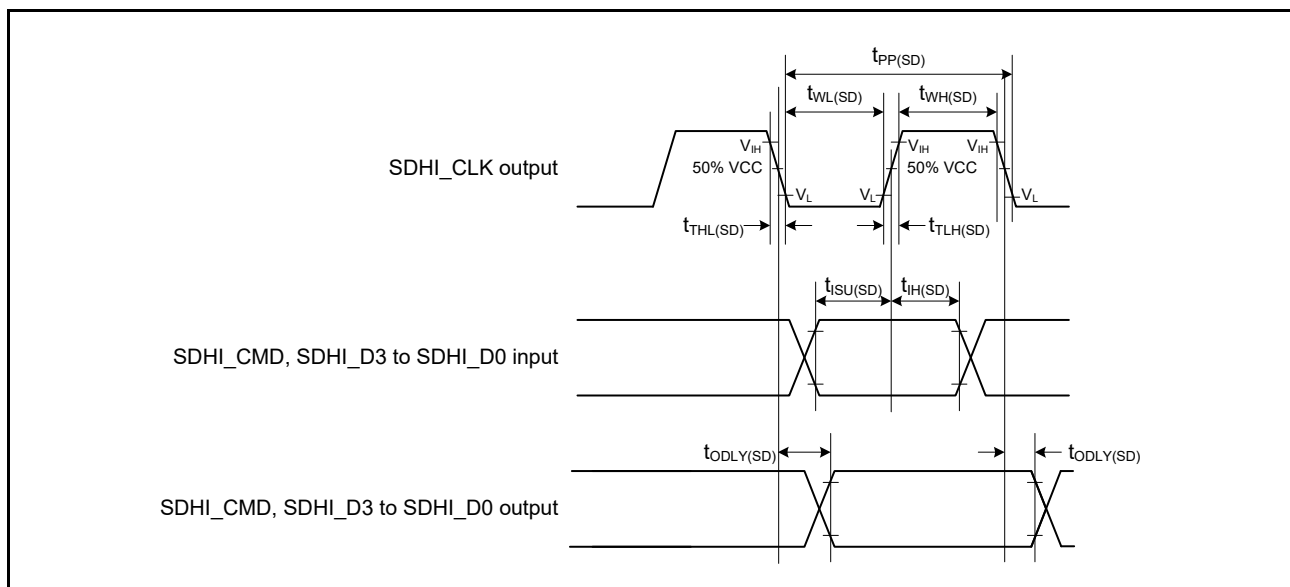 tPP(SD)
tWL(SD) tWH(SD)
SDHI_CLK output
VIH VIH VIH
50% VCC 50% VCC
VL VL VL
tTHL(SD) tTLH(SD)
tISU(SD) tIH(SD)
SDHI_CMD, SDHI_D3 to SDHI_D0 input
tODLY(SD) tODLY(SD)
SDHI_CMD, SDHI_D3 to SDHI_D0 output